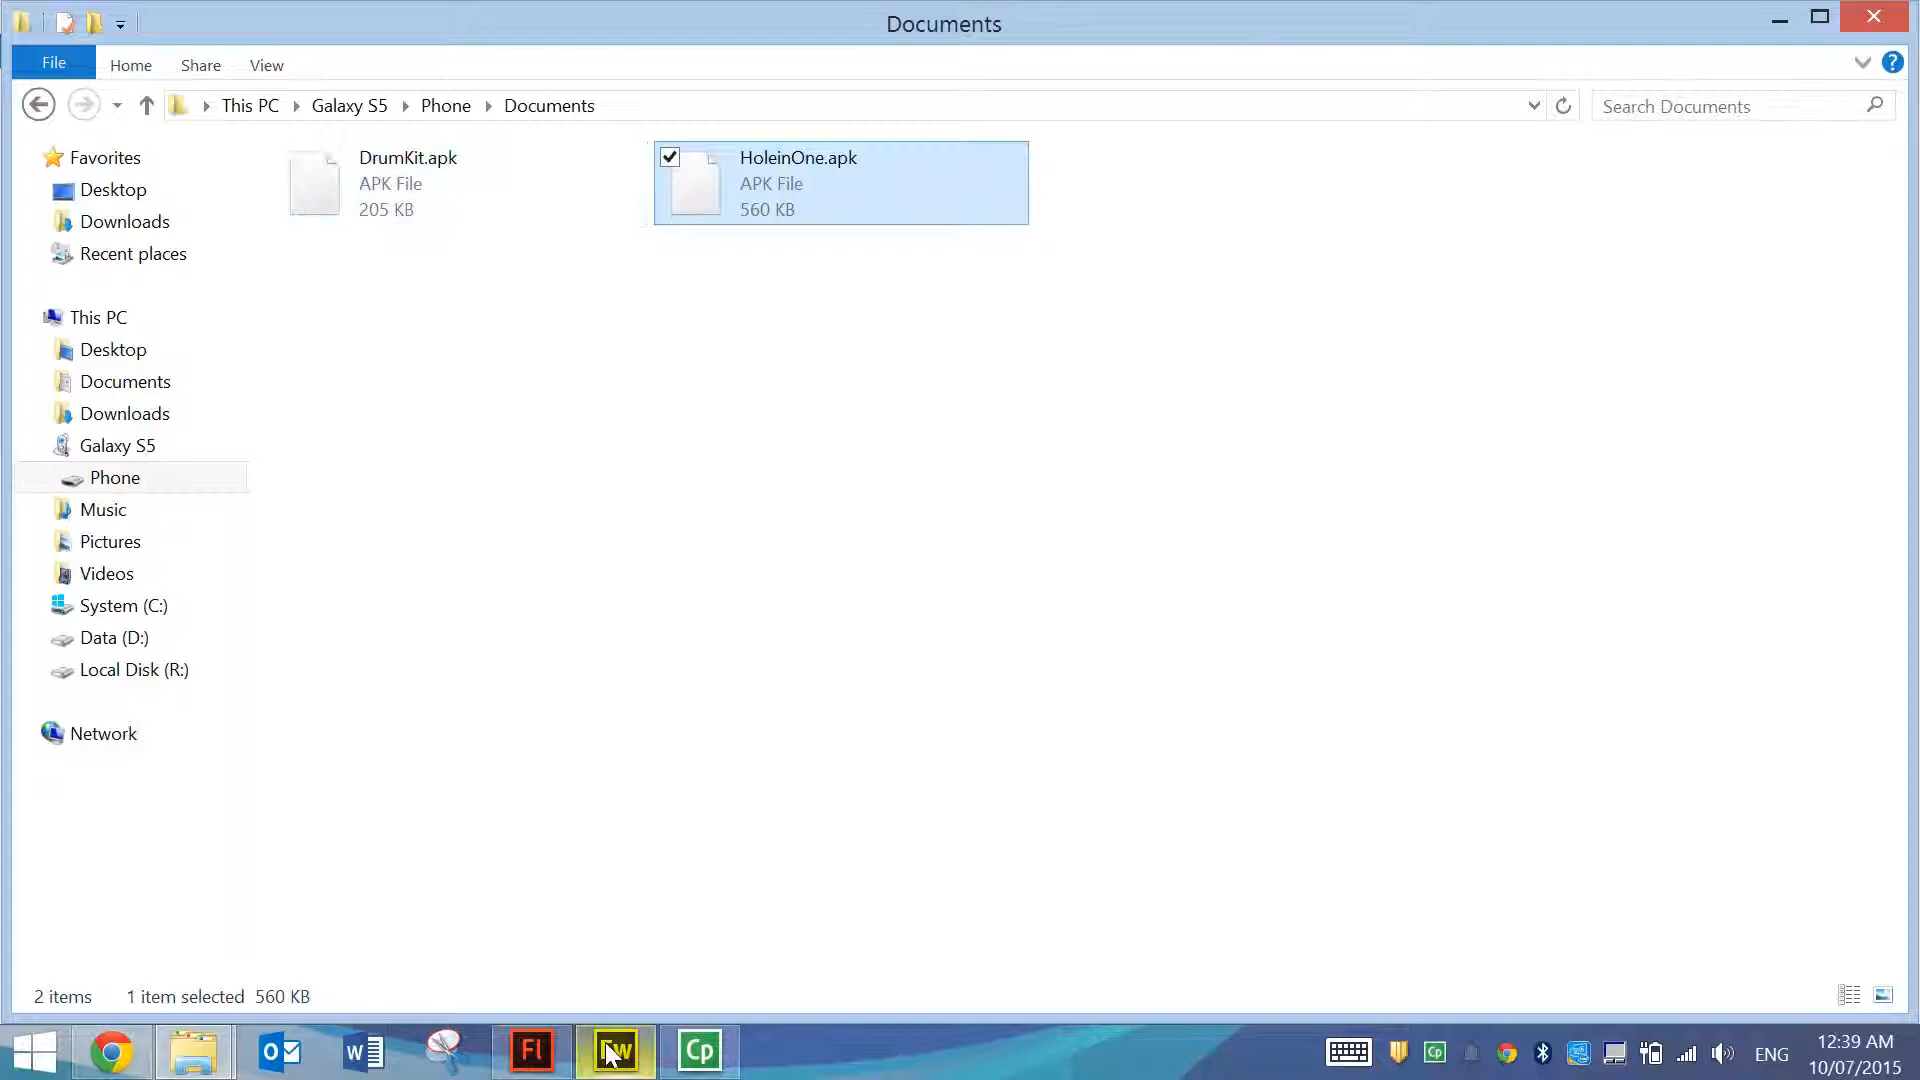 Documents
File
Home
Share
View
This PC
Galaxy S5
Phone
Documents
Search Documents
Favorites
Desktop
Downloads
Recent places
This PC
Desktop
Documents
Downloads
Galaxy S5
Phone
Music
Pictures
Videos
System (C:)
Data (D:)
Local Disk (R:)
Network
DrumKit.apk
APK File
205 KB
HoleinOne.apk
APK File
560 KB
2 items
1 item selected 560 KB
Fl
Cp
Cp
ENG
12:39 AM
10/07/2015